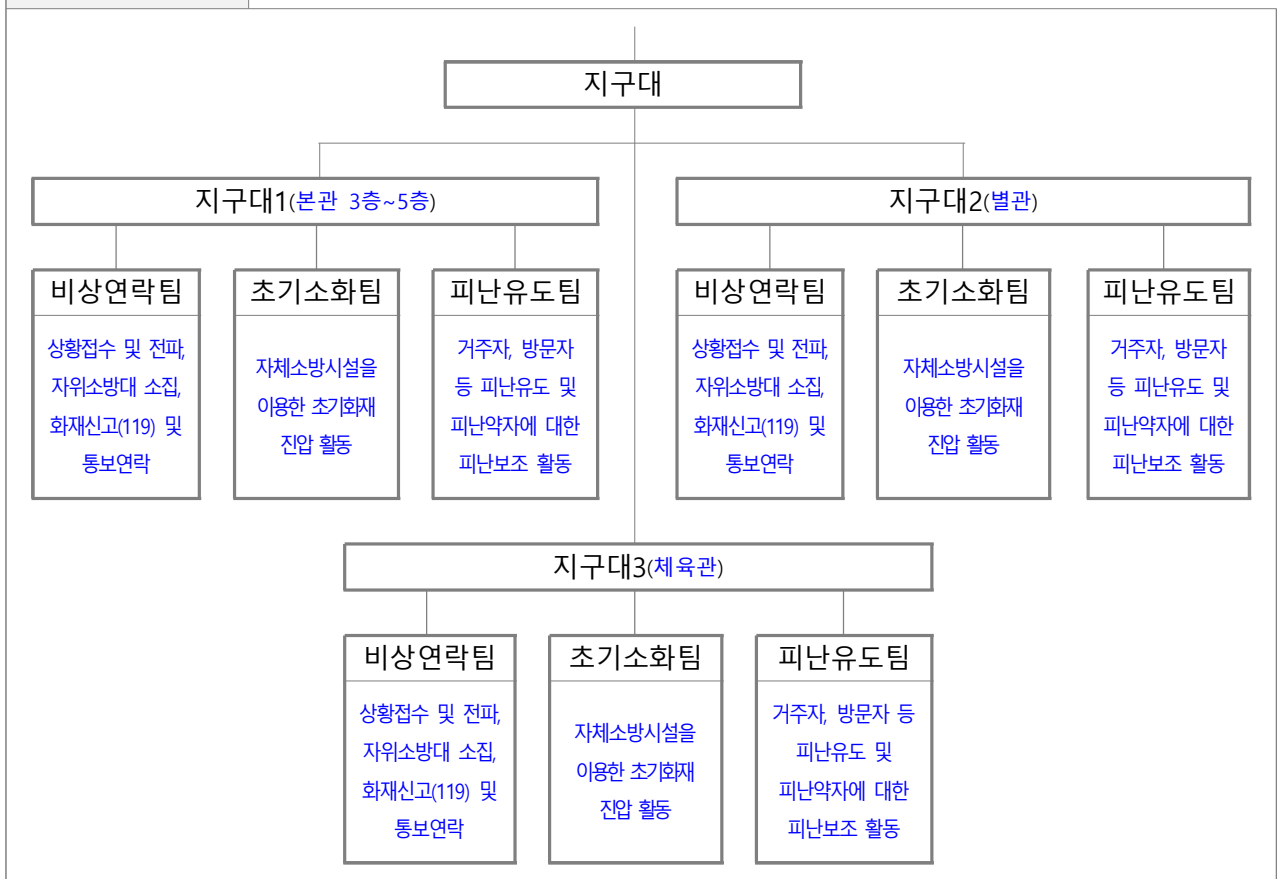 지구대
지구대1(본관 3층~5층)
비상연락팀
상황접수 및 전파,
자위소방대 소집,
화재신고(119) 및
통보연락
초기소화팀
자체소방시설을
이용한 초기화재
진압 활동
피난유도팀
거주자, 방문자
등 피난유도 및
피난약자에 대한
피난보조 활동
지구대2(별관)
비상연락팀
상황접수 및 전파,
자위소방대 소집,
화재신고(119) 및
통보연락
초기소화팀
자체소방시설을
이용한 초기화재
진압 활동
피난유도팀
거주자, 방문자
등 피난유도 및
피난약자에 대한
피난보조 활동
지구대3(체육관)
비상연락팀
상황접수 및 전파,
자위소방대 소집,
화재신고(119) 및
통보연락
초기소화팀
자체소방시설을
이용한 초기화재
진압 활동
피난유도팀
거주자, 방문자 등
피난유도 및
피난약자에 대한
피난보조 활동